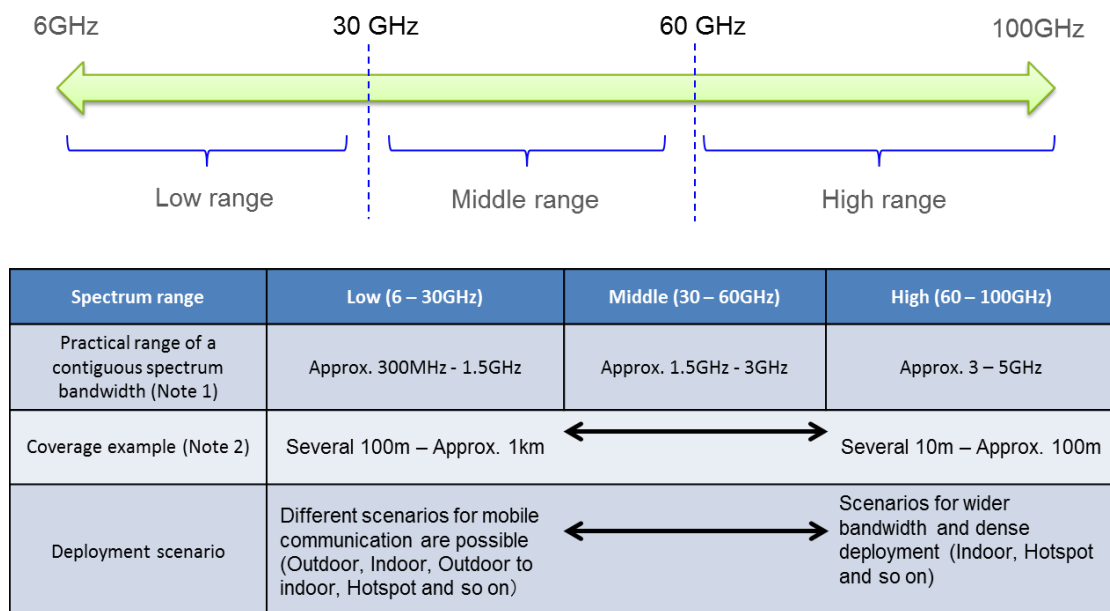 6GHz
30 GHz
60 GHz
100GHz
Low range
Middle range
High range
Spectrum range
Low (6 – 30GHz)
Middle (30 – 60GHz)
High (60 – 100GHz)
Practical range of a
contiguous spectrum
bandwidth (Note 1)
Approx. 300MHz - 1.5GHz
Approx. 1.5GHz - 3GHz
Approx. 3 – 5GHz
Coverage example (Note 2)
Several 100m – Approx. 1km
Several 10m – Approx. 100m
Deployment scenario
Different scenarios for mobile
communication are possible
(Outdoor, Indoor, Outdoor to
indoor, Hotspot and so on）
Scenarios for wider
bandwidth and dense
deployment (Indoor, Hotspot
and so on)